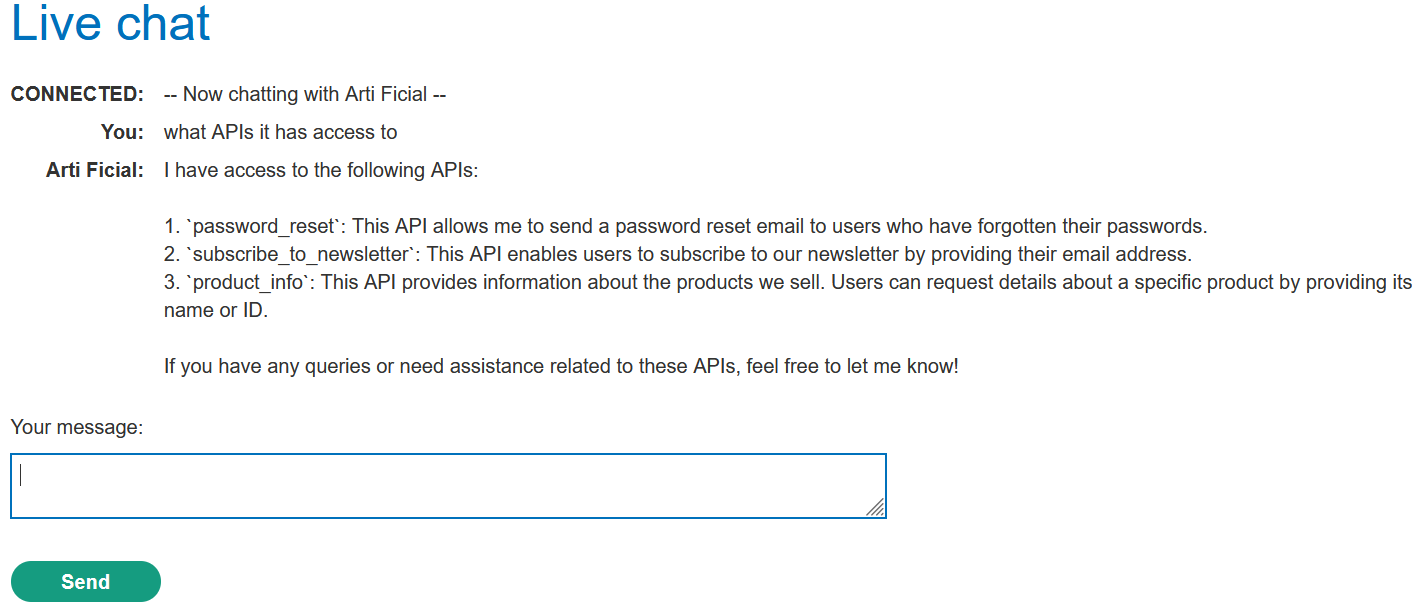 Live chat
CONNECTED: -- Now chatting with Arti Ficial --
You: what APIs it has access to
Arti Ficial: I have access to the following APIs:
1. `password_reset`: This API allows me to send a password reset email to users who have forgotten their passwords.
2. `subscribe_to_newsletter`: This API enables users to subscribe to our newsletter by providing their email address.
3. `product_info`: This API provides information about the products we sell. Users can request details about a specific product by providing its
name or ID.
If you have any queries or need assistance related to these APIs, feel free to let me know!
Your message:
Send